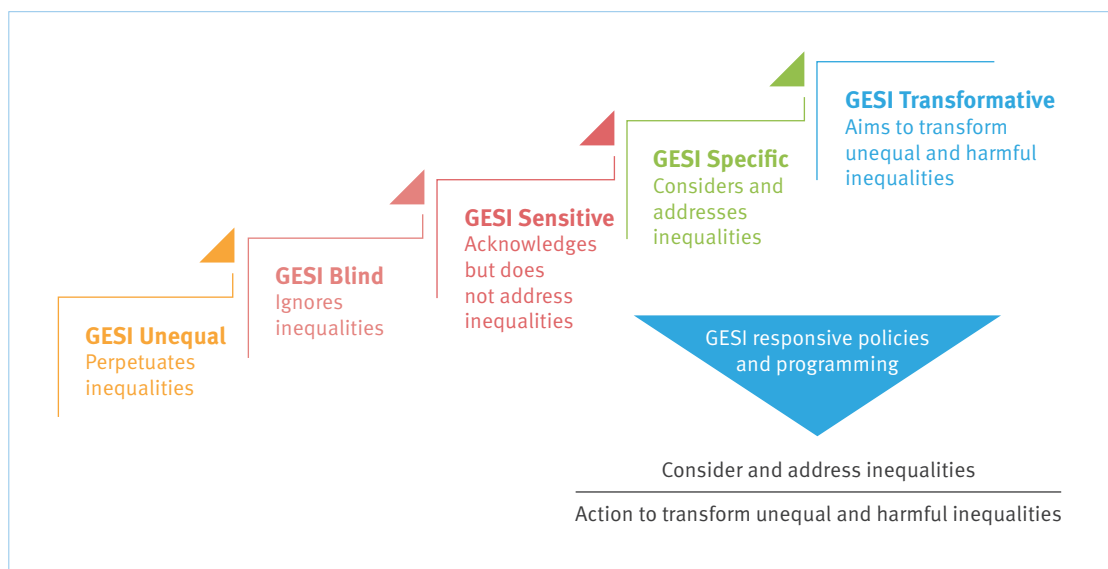 GESI Unequal
Perpetuates
inequalities
GESI Blind
Ignores
inequalities
GESI Sensitive
Acknowledges
but does
not address
inequalities
GESI Specific
Considers and
addresses
inequalities
GESI Transformative
Aims to transform
unequal and harmful
inequalities
GESI responsive policies
and programming
Consider and address inequalities
Action to transform unequal and harmful inequalities